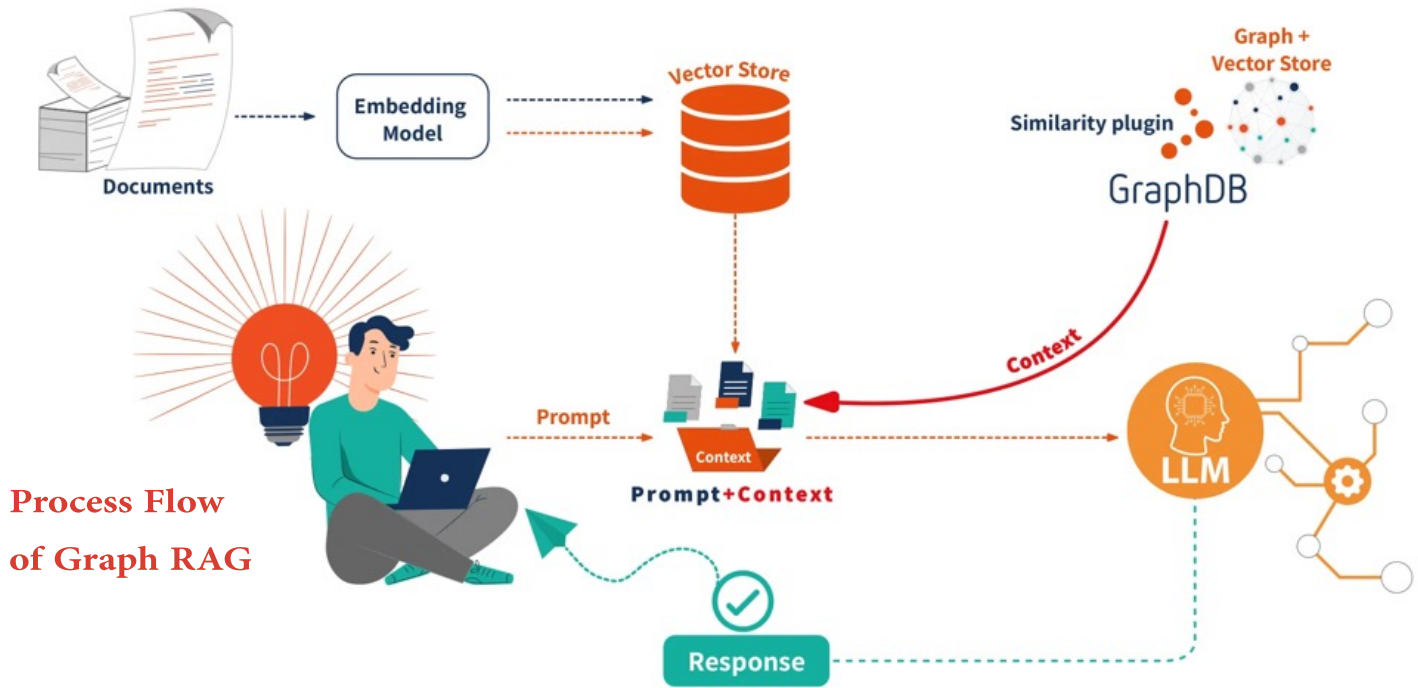 Graph +
Vector Store
Vector Store
Embedding
Model
Similarity plugin
Documents
GraphDB
Context
Prompt
Context
LLM
Prompt+Context
Process Flow
of Graph RAG
Response